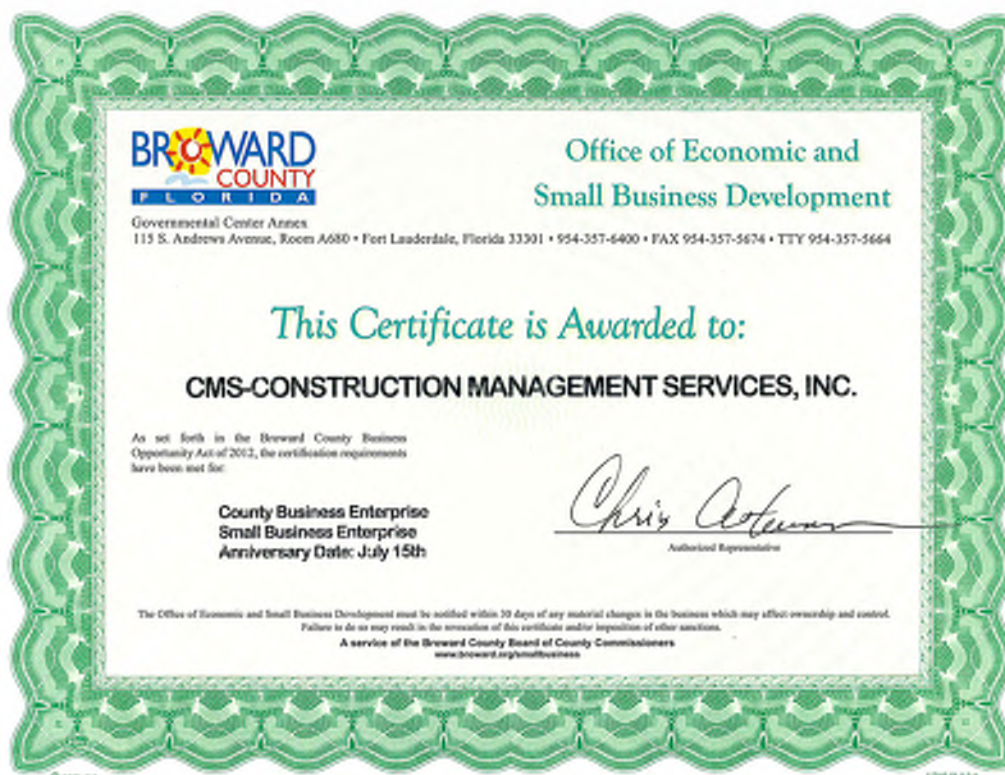 BROWARD
COUNTY
FLORIDA
Office of Economic and
Small Business Development
Governmental Center Annex
115 S. Andrews Avenue, Room A680 • Fort Lauderdale, Florida 33301 • 954-357-6400 • FAX 954-357-5674 • TTY 954-357-5664
This Certificate is Awarded to:
CMS-CONSTRUCTION MANAGEMENT SERVICES, INC.
As set forth in the Broward County Business
Opportunity Act of 2012, the certification requirements
have been met for:
County Business Enterprise
Small Business Enterprise
Anniversary Date: July 15th
Chris
Authorized Representative
The Office of Economic and Small Business Development must be notified within 30 days of any material changes in the business which may affect ownership and control.
Failure to do so may result in the revocation of this certificate and/or imposition of other sanctions.
A service of the Broward County Board of County Commissioners
www.broward.org/smallbusiness